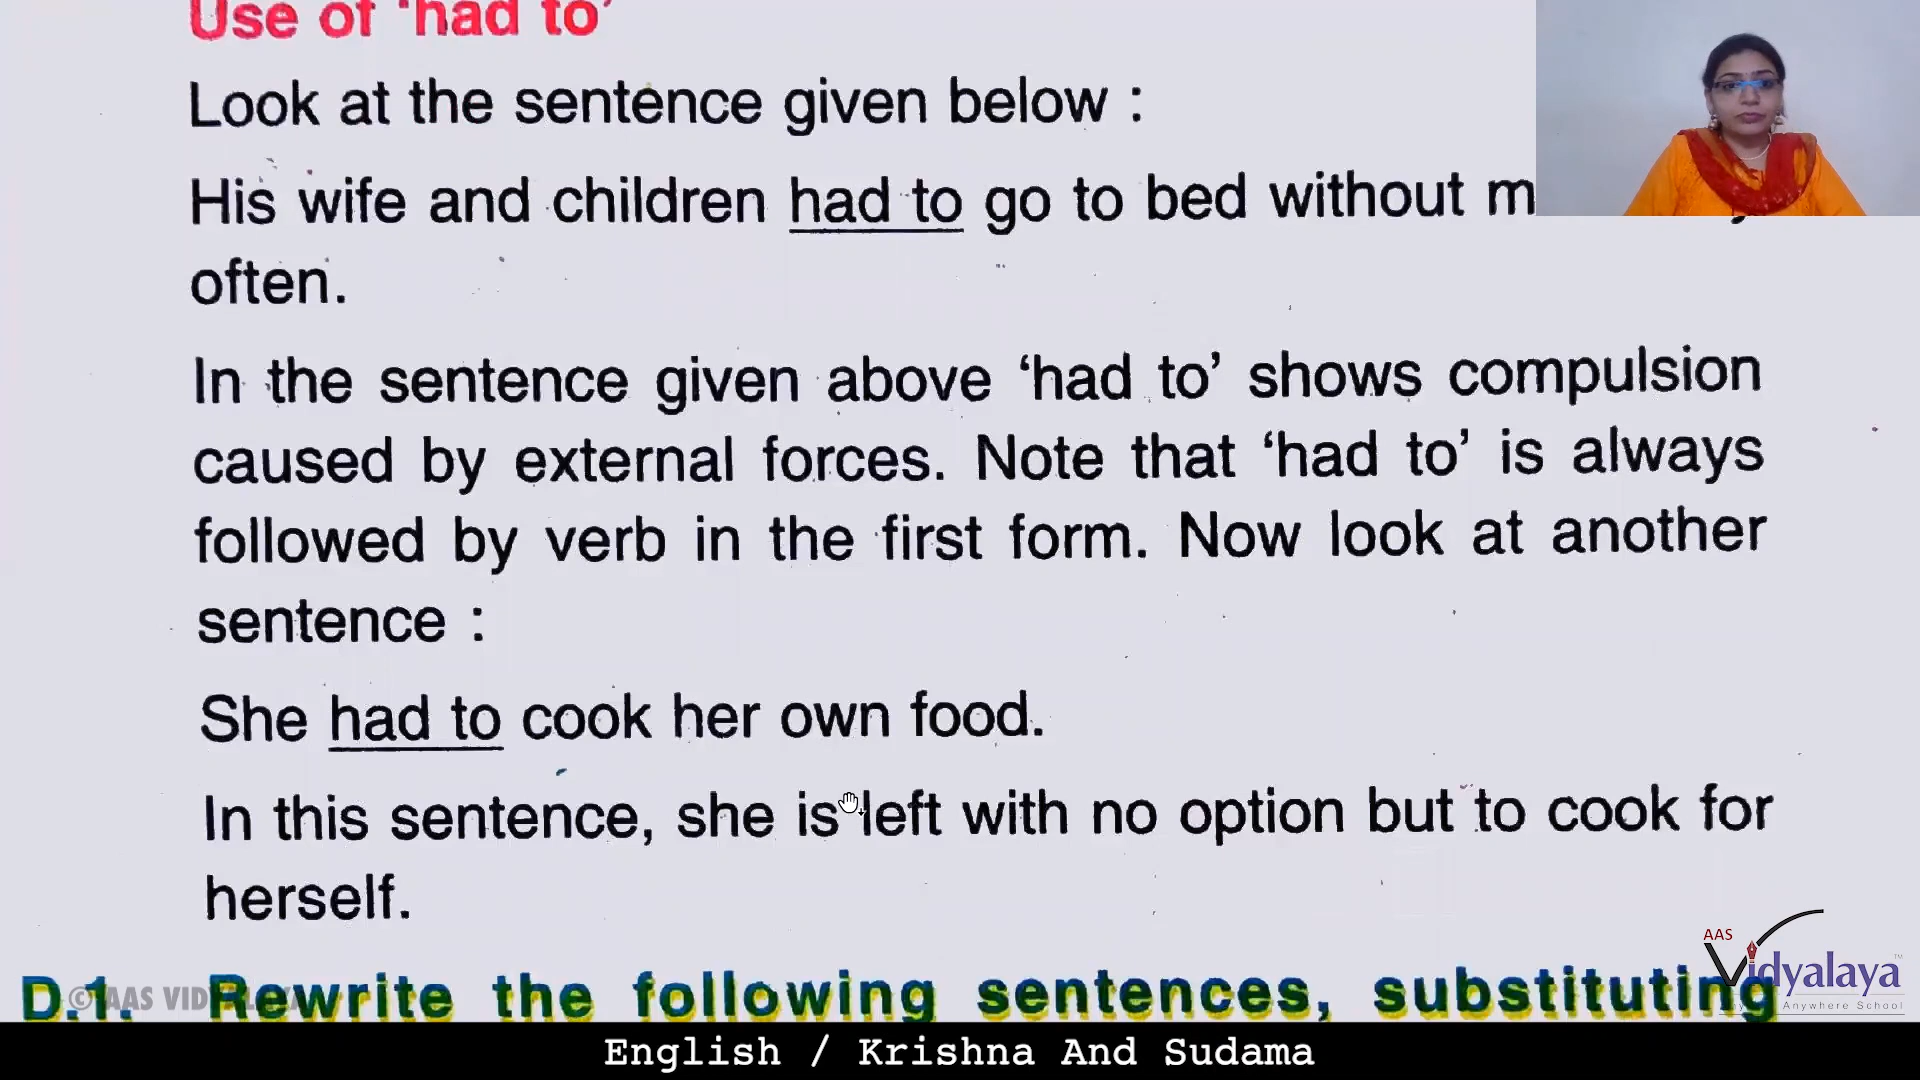 Use of ‘had to’
Look at the sentence given below :
His wife and children had to go to bed without
often.
In the sentence given above ‘had to’ shows compulsion
caused by external forces. Note that ‘had to’ is always
followed by verb in the first form. Now look at another
sentence :
She had to cook her own food.
In this sentence, she is left with no option but to cook for
herself.
AAS
Vidyalaya
Anywhere School
D.1. Rewrite the following sentences, substituting
© AAS
English / Krishna And Sudama